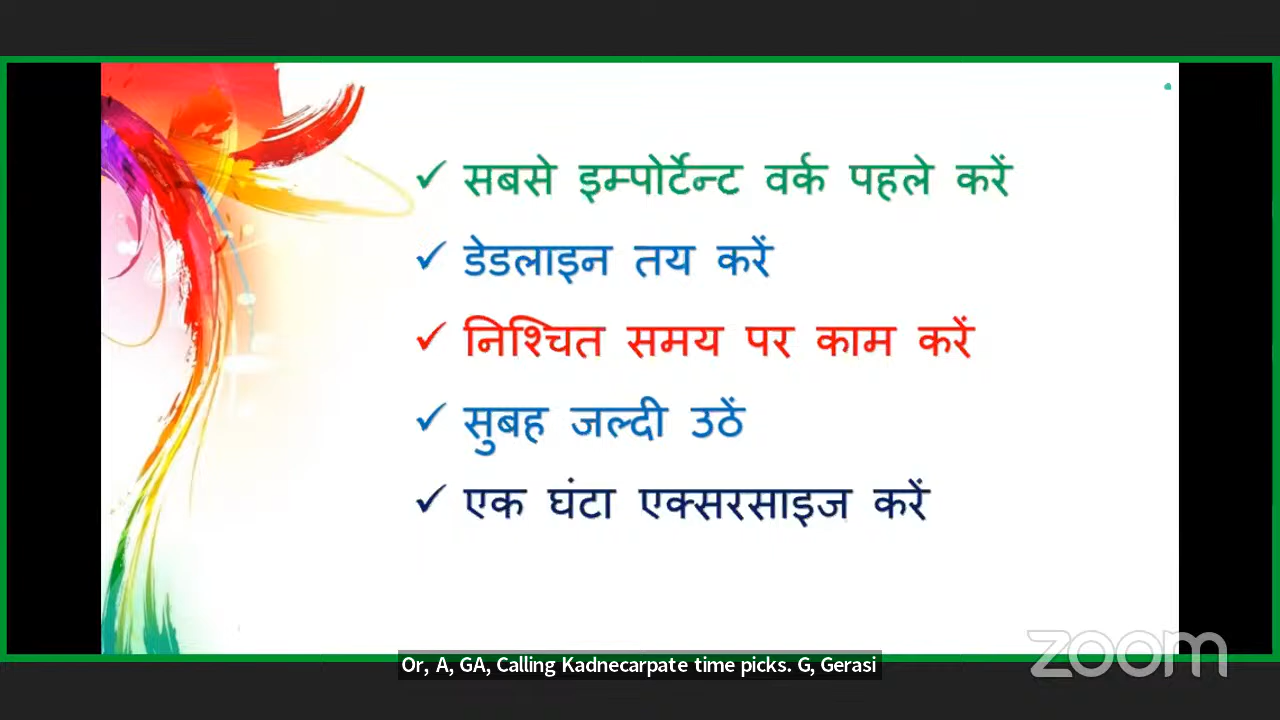 सबसे इम्पोर्टेन्ट वर्क पहले करें
डेडलाइन तय करें
निश्चित समय पर काम करें
सुबह जल्दी उठें
एक घंटा एक्सरसाइज करें
zoom
Or, A, GA, Calling Kadnecarpate time picks. G, Gerasi